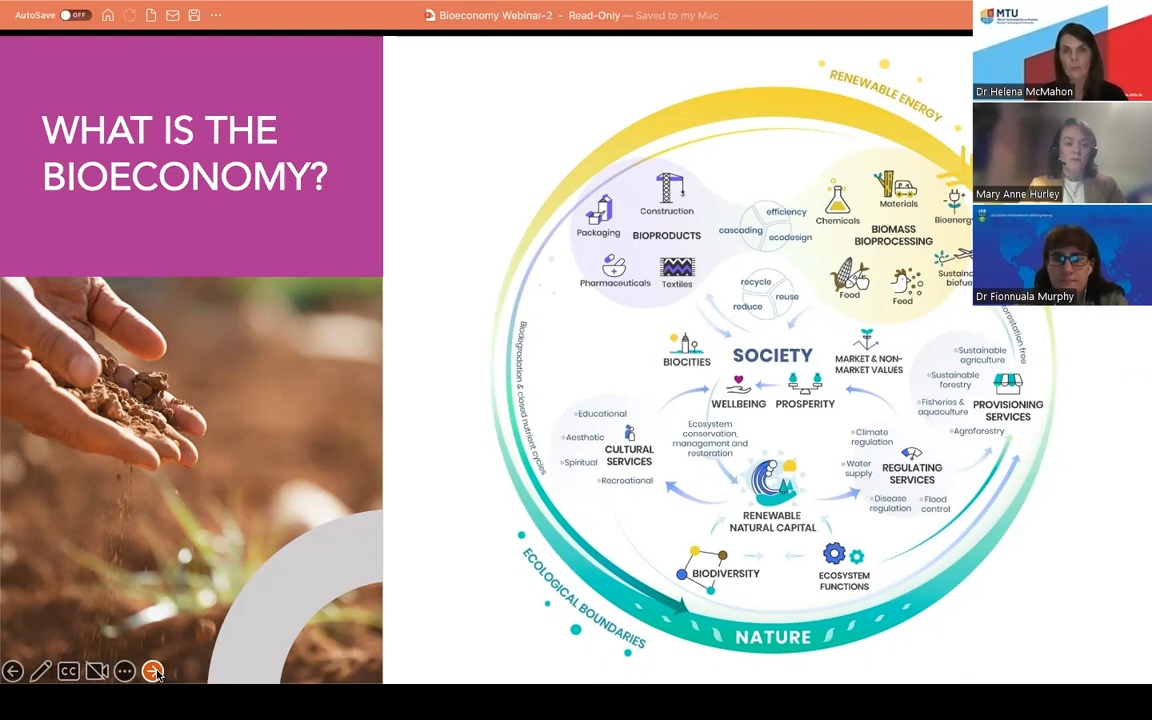 AutoSave OFF
Bioeconomy Webinar-2 - Read-Only — Saved to my Mac
MTU
Dr Helena McMahon
Mary Anne Hurley
Dr Fionnuala Murphy
WHAT IS THE
BIOECONOMY?
RENEWABLE ENERGY
Construction
Packaging
BIOPRODUCTS
Pharmaceuticals
Textiles
efficiency
cascading
ecodesign
recycle
reuse
reduce
Chemicals
Materials
Bioenerg
BIOMASS
BIOPROCESSING
Food
Feed
Sustain
biofue
Biodegradation & closed nutrient cycles
BIOCITIES
SOCIETY
MARKET & NON-
MARKET VALUES
WELLBEING
PROSPERITY
Sustainable
agriculture
Sustainable
forestry
Fisheries &
aquaculture
PROVISIONING
SERVICES
Agroforestry
Educational
Aesthetic
CULTURAL
SERVICES
Spiritual
Recreational
Ecosystem
conservation,
management and
restoration
Climate
regulation
Water
supply
REGULATING
SERVICES
Disease
regulation
Flood
control
RENEWABLE
NATURAL CAPITAL
BIODIVERSITY
ECOSYSTEM
FUNCTIONS
ECOLOGICAL BOUNDARIES
NATURE
CC